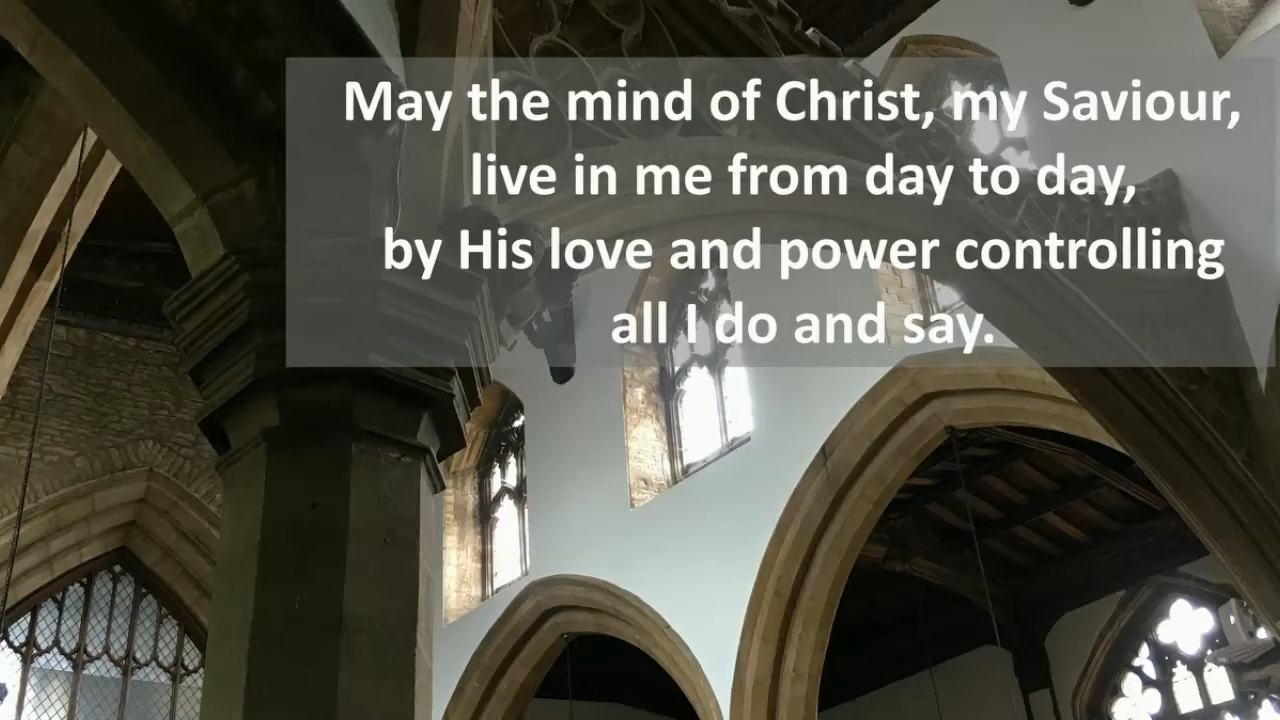 May the mind of Christ, my Saviour,
live in me from day to day,
by His love and power controlling
all I do and say.